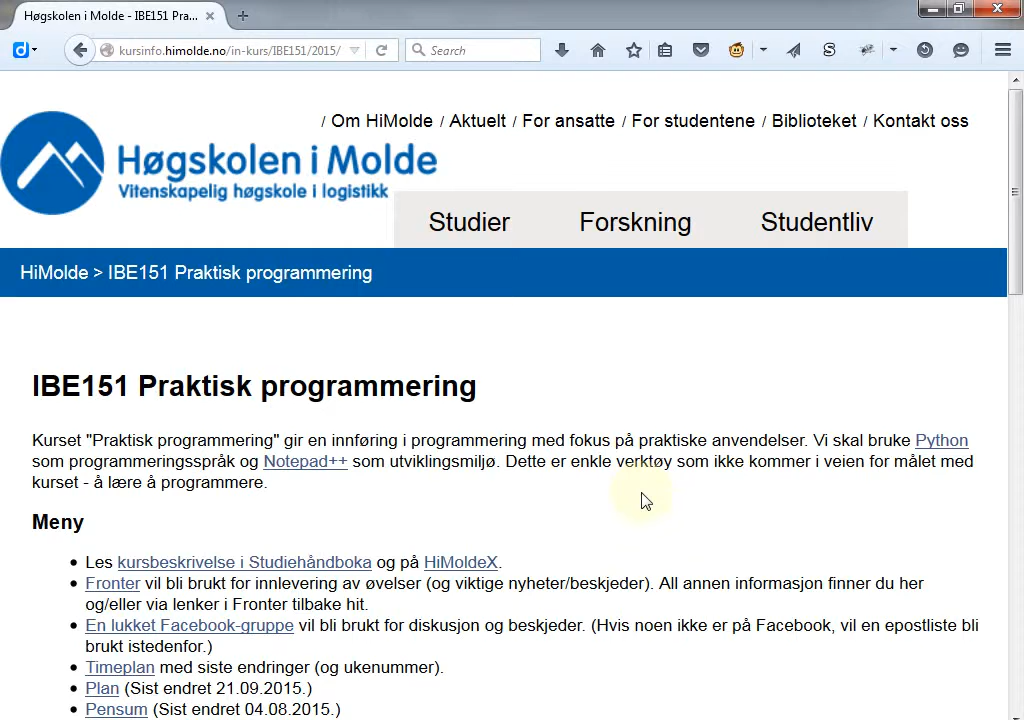 Høgskolen i Molde - IBE151 Pra...
kursinfo.himolde.no/in-kurs/IBE151/2015/
Search
/ Om HiMolde / Aktuelt / For ansatte / For studentene / Biblioteket / Kontakt oss
Høgskolen i Molde
Vitenskapelig høgskole i logistikk
Studier Forskning Studentliv
HiMolde > IBE151 Praktisk programmering
IBE151 Praktisk programmering
Kurset "Praktisk programmering" gir en innføring i programmering med fokus på praktiske anvendelser. Vi skal bruke Python
som programmeringsspråk og Notepad++ som utviklingsmiljø. Dette er enkle verktøy som ikke kommer i veien for målet med
kurset - å lære å programmere.
Meny
• Les kursbeskrivelse i Studiehåndboka og på HiMoldeX.
• Fronter vil bli brukt for innlevering av øvelser (og viktige nyheter/beskjeder). All annen informasjon finner du her
og/eller via lenker i Fronter tilbake hit.
• En lukket Facebook-gruppe vil bli brukt for diskusjon og beskjeder. (Hvis noen ikke er på Facebook, vil en epostliste bli
brukt istedenfor.)
• Timeplan med siste endringer (og ukenummer).
• Plan (Sist endret 21.09.2015.)
• Pensum (Sist endret 04.08.2015.)